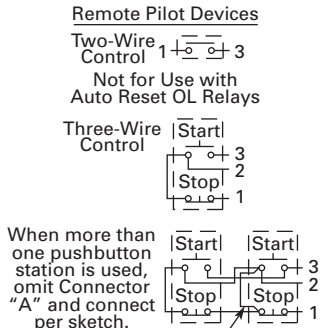 Remote Pilot Devices
Two-Wire
Control
1
3
Not for Use with
Auto Reset OL Relays
Three-Wire
Control
Start
3
2
Stop
1
When more than
one pushbutton
station is used,
omit Connector
“A” and connect
per sketch.
Start Start
3
2
Stop Stop
1